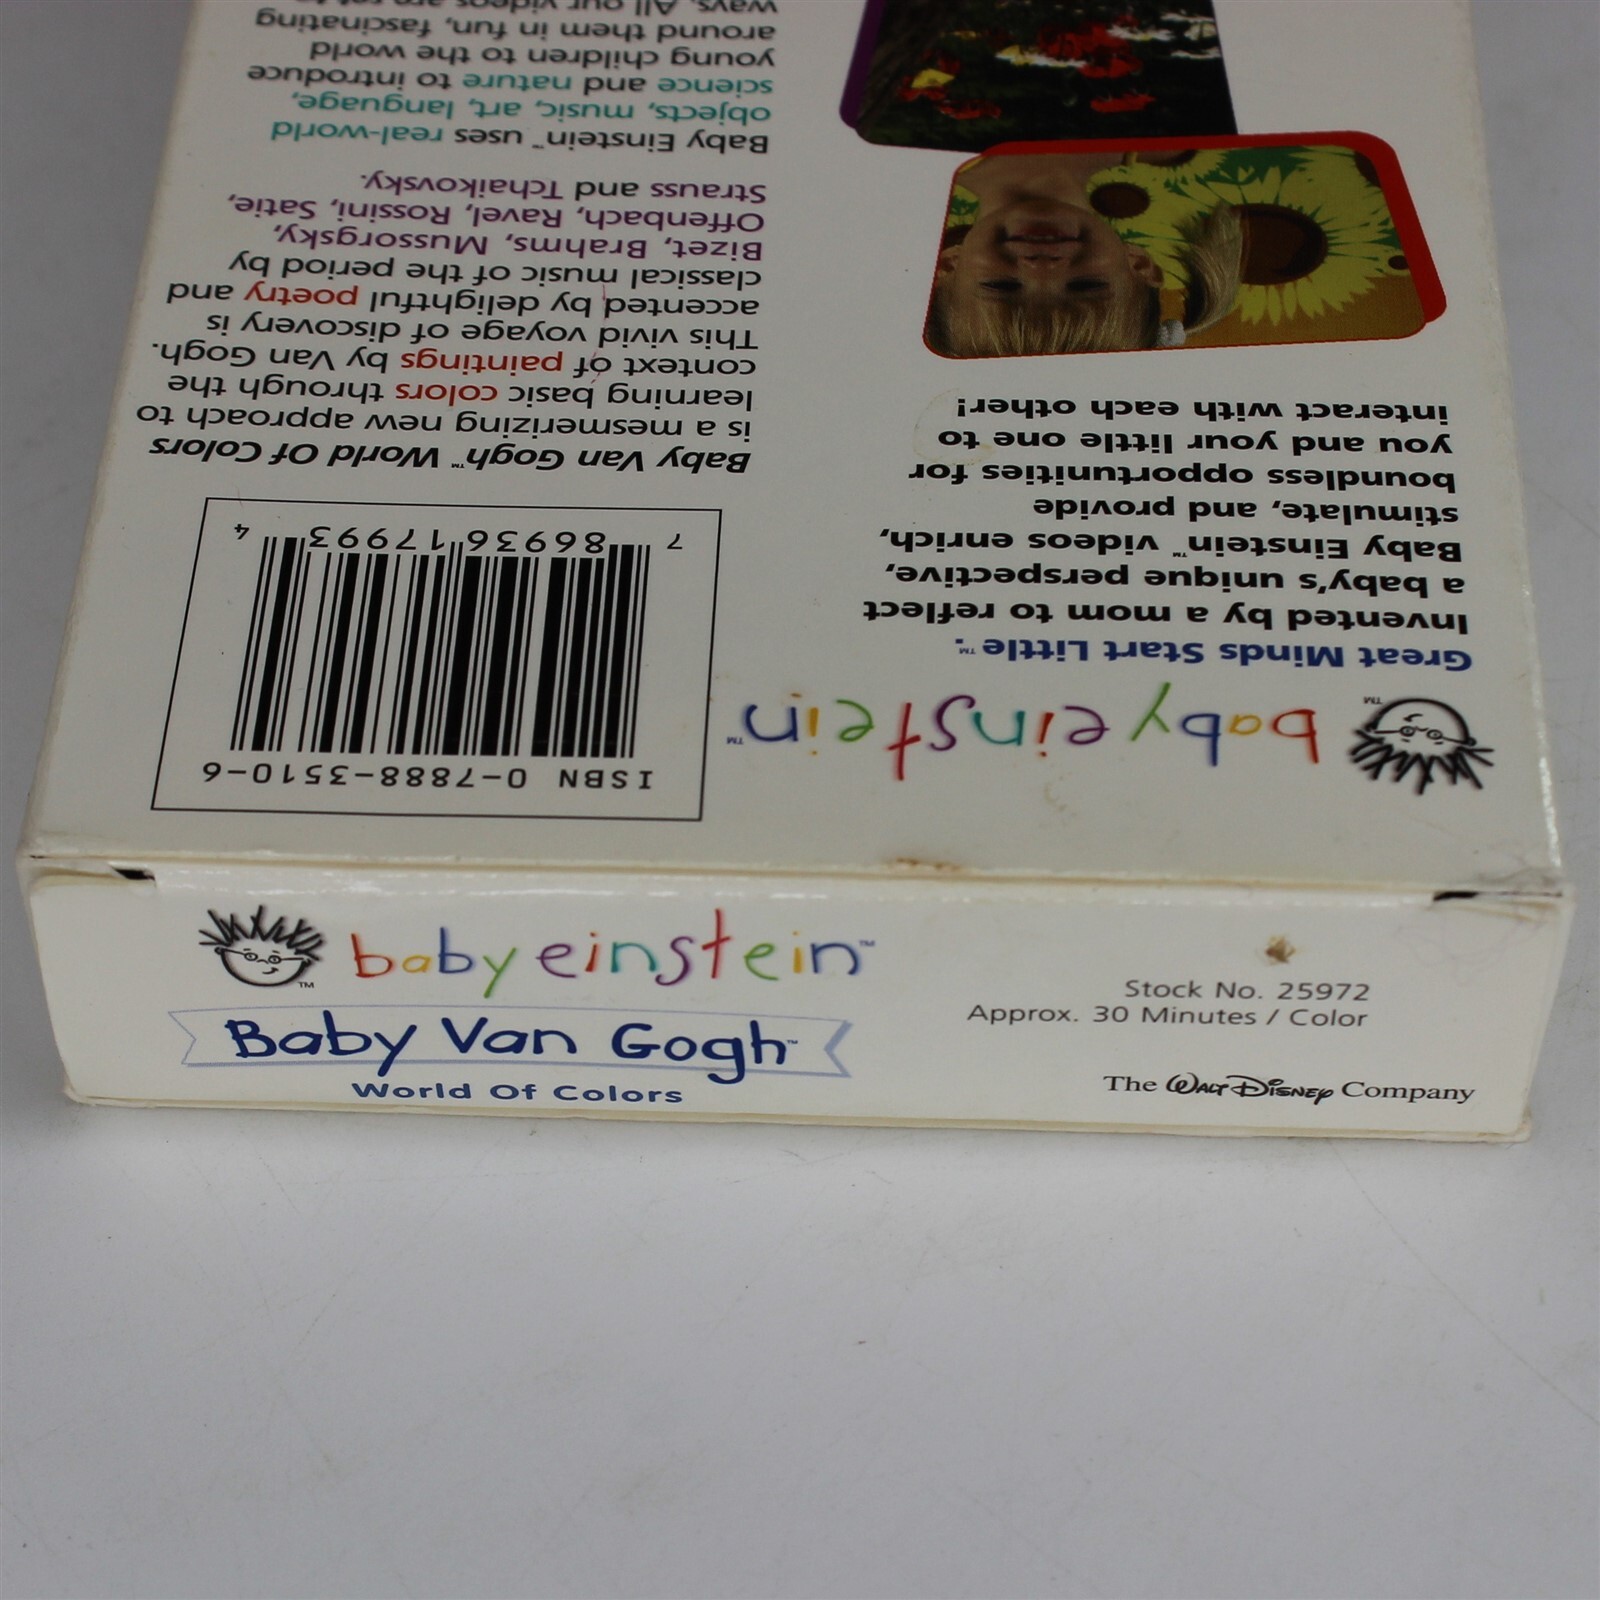 baby einstein™
Baby Van Gogh™
World Of Colors
Stock No. 25972
Approx. 30 Minutes / Color
The Walt Disney Company
TM
baby einstein™
TM
Great Minds Start Little™.
Invented by a mom to reflect
a baby's unique perspective,
Baby Einstein™ videos enrich,
stimulate, and provide
boundless opportunities for
you and your little one to
interact with each other!
ISBN 0-7888-3510-6
7 86936 17993 4
Baby Van Gogh™ World Of Colors
is a mesmerizing new approach to
learning basic colors through the
context of paintings by Van Gogh.
This vivid voyage of discovery is
accented by delightful poetry and
classical music of the period by
Bizet, Brahms, Mussorgsky,
Offenbach, Ravel, Rossini, Satie,
Strauss and Tchaikovsky.
Baby Einstein™ uses real-world
objects, music, art, language,
science and nature to introduce
young children to the world
around them in fun, fascinating
ways. All our videos are